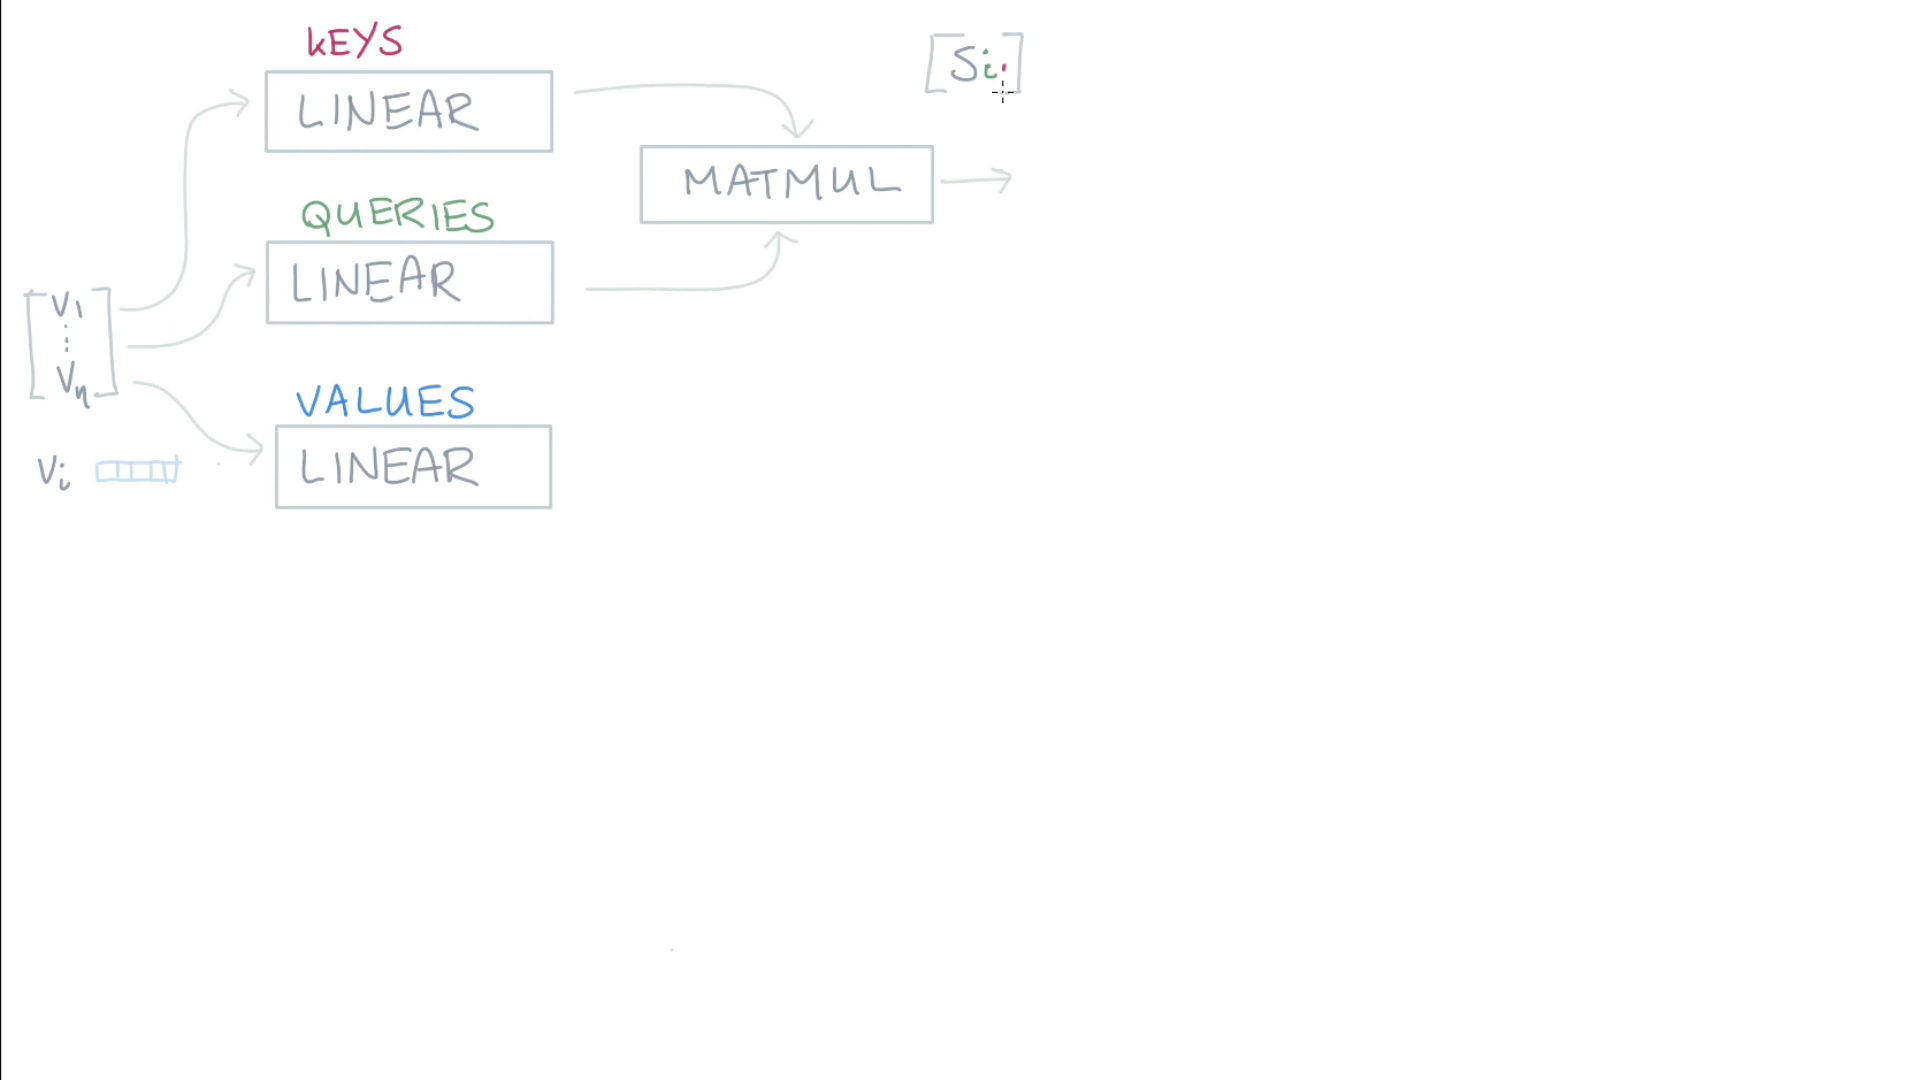 KEYS
LINEAR
QUERIES
LINEAR
VALUES
LINEAR
MATMUL
[Si
[V1
⋮
Vn]
Vi